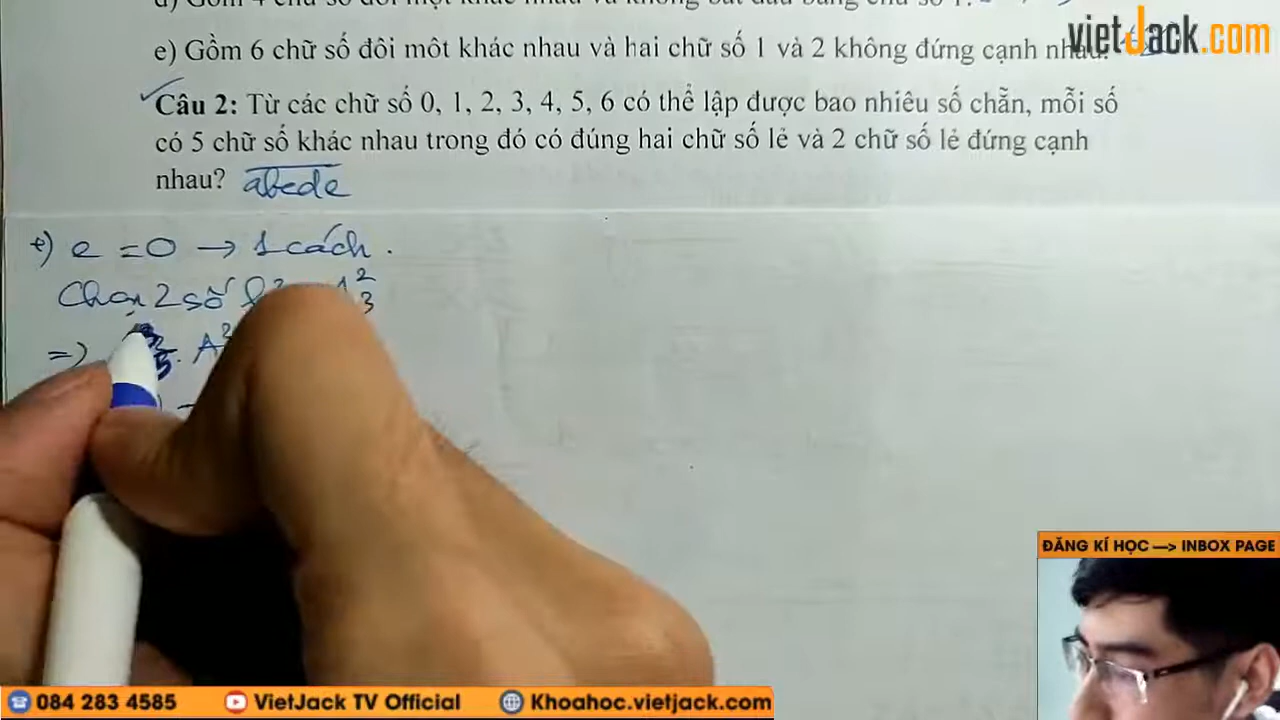 vietJack.com
e) Gồm 6 chữ số đôi một khác nhau và hai chữ số 1 và 2 không đứng cạnh nhau.
Câu 2: Từ các chữ số 0, 1, 2, 3, 4, 5, 6 có thể lập được bao nhiêu số chẵn, mỗi số
có 5 chữ số khác nhau trong đó có đúng hai chữ số lẻ và 2 chữ số lẻ đứng cạnh
nhau? abcde
+) e = 0 → 1 cách.
Chọn 2 số
=>
ĐĂNG KÍ HỌC —> INBOX PAGE
084 283 4585 VietJack TV Official Khoahoc.vietjack.com